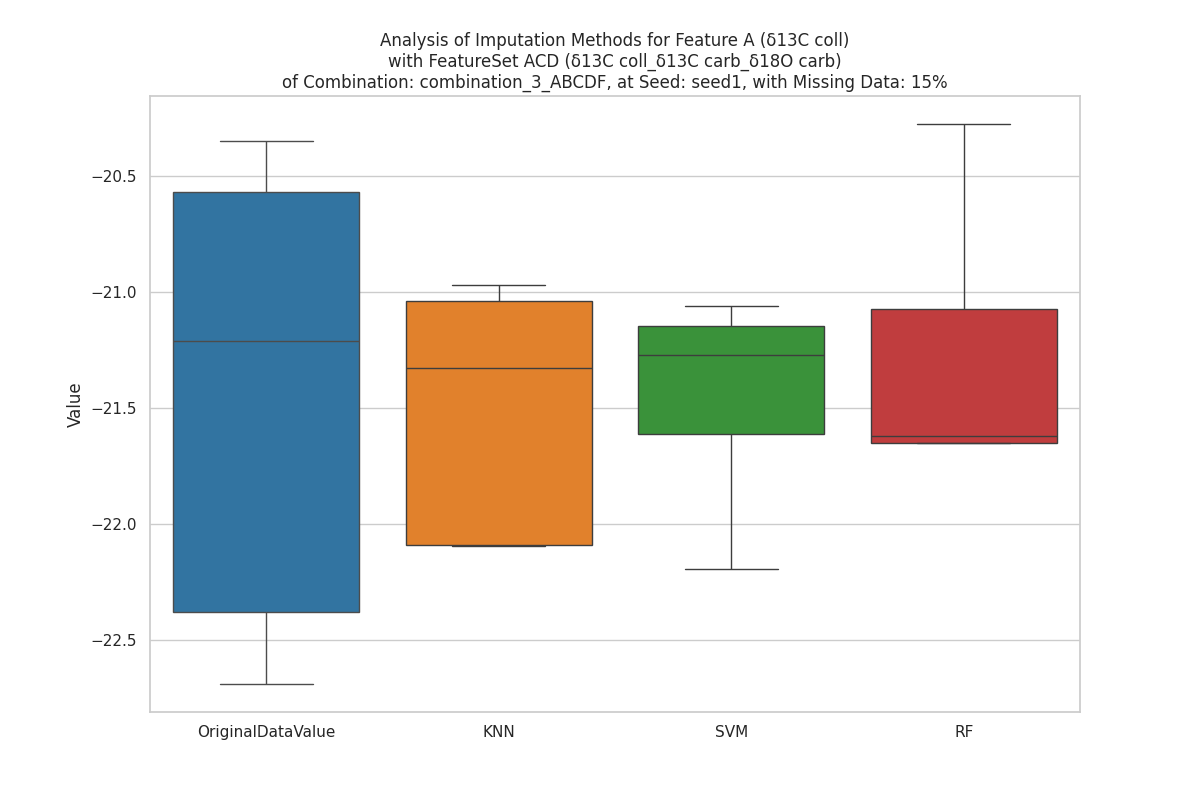 Analysis of Imputation Methods for Feature A (δ13C coll)
with FeatureSet ACD (δ13C coll_δ13C carb_δ18O carb)
of Combination: combination_3_ABCDF, at Seed: seed1, with Missing Data: 15%
−20.5
−21.0
−21.5
−22.0
−22.5
Value
OriginalDataValue
KNN
SVM
RF